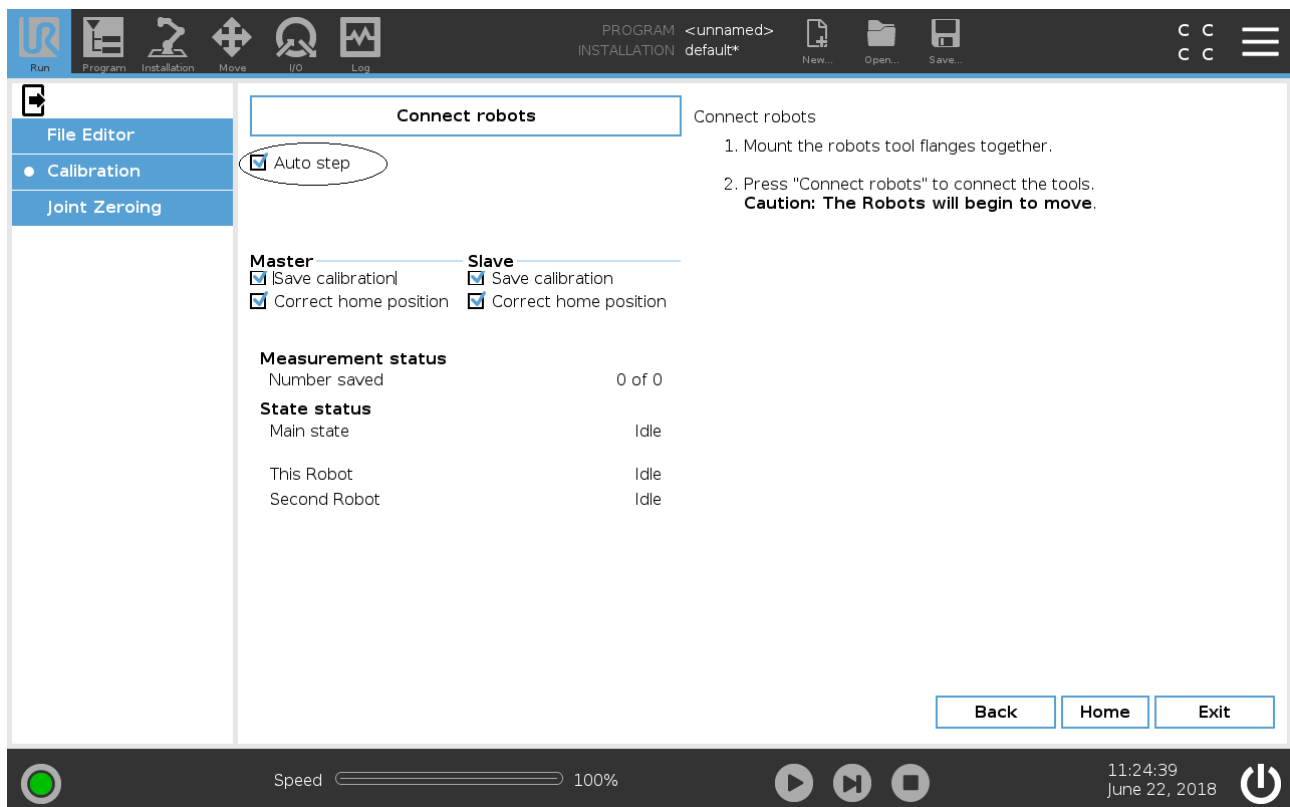 UR
Run
Program
Installation
Move
I/O
Log
PROGRAM <unnamed>
INSTALLATION default*
New...
Open...
Save...
C C
C C
File Editor
Calibration
Joint Zeroing
Connect robots
Auto step
Master
Save calibration
Correct home position
Slave
Save calibration
Correct home position
Measurement status
Number saved 0 of 0
State status
Main state Idle
This Robot Idle
Second Robot Idle
Connect robots
1. Mount the robots tool flanges together.
2. Press "Connect robots" to connect the tools.
Caution: The Robots will begin to move.
Back
Home
Exit
Speed 100%
11:24:39
June 22, 2018